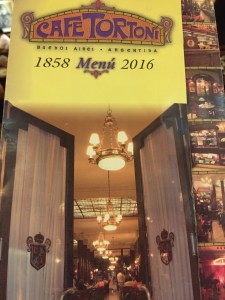 CAFE TORTONI
BUENOS AIRES • ARGENTINA
1858 Menú 2016